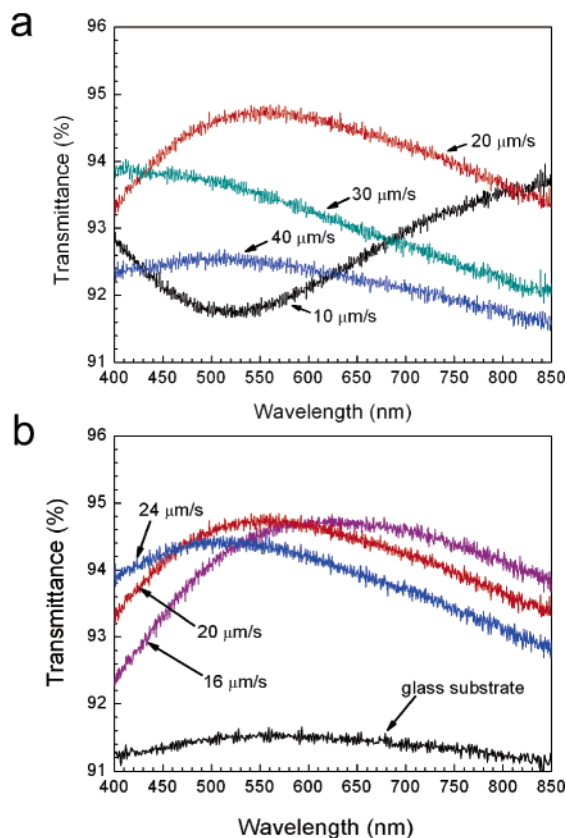 a
96
95
94
93
92
91
Transmittance (%)
20 μm/s
30 μm/s
40 μm/s
10 μm/s
400 450 500 550 600 650 700 750 800 850
Wavelength (nm)
b
96
95
94
93
92
91
Transmittance (%)
24 μm/s
20 μm/s
16 μm/s
glass substrate
400 450 500 550 600 650 700 750 800 850
Wavelength (nm)